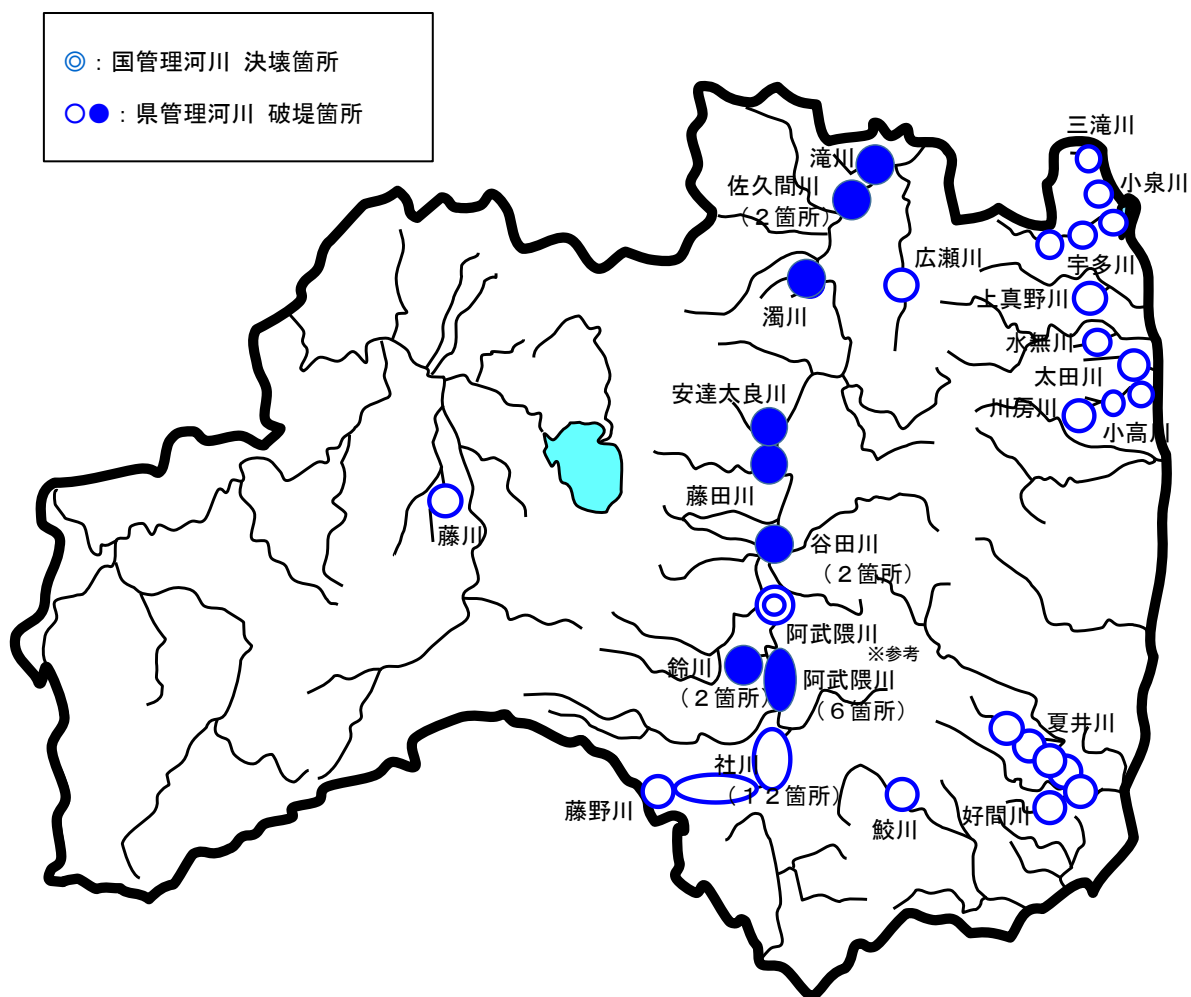 ◎：国管理河川 決壊箇所
○●：県管理河川 破堤箇所
三滝川
滝川
小泉川
佐久間川
（２箇所）
宇多川
広瀬川
上真野川
濁川
水無川
太田川
安達太良川
川房川
小高川
藤田川
藤川
谷田川
（２箇所）
阿武隈川
※参考
鈴川
（２箇所）
阿武隈川
（６箇所）
夏井川
社川
（１２箇所）
藤野川
鮫川
好間川